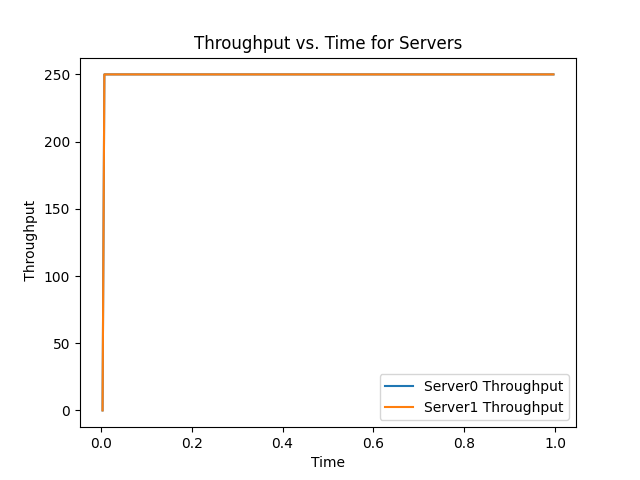 Throughput vs. Time for Servers
250
200
150
100
50
0
Throughput
0.0 0.2 0.4 0.6 0.8 1.0
Time
Server0 Throughput
Server1 Throughput